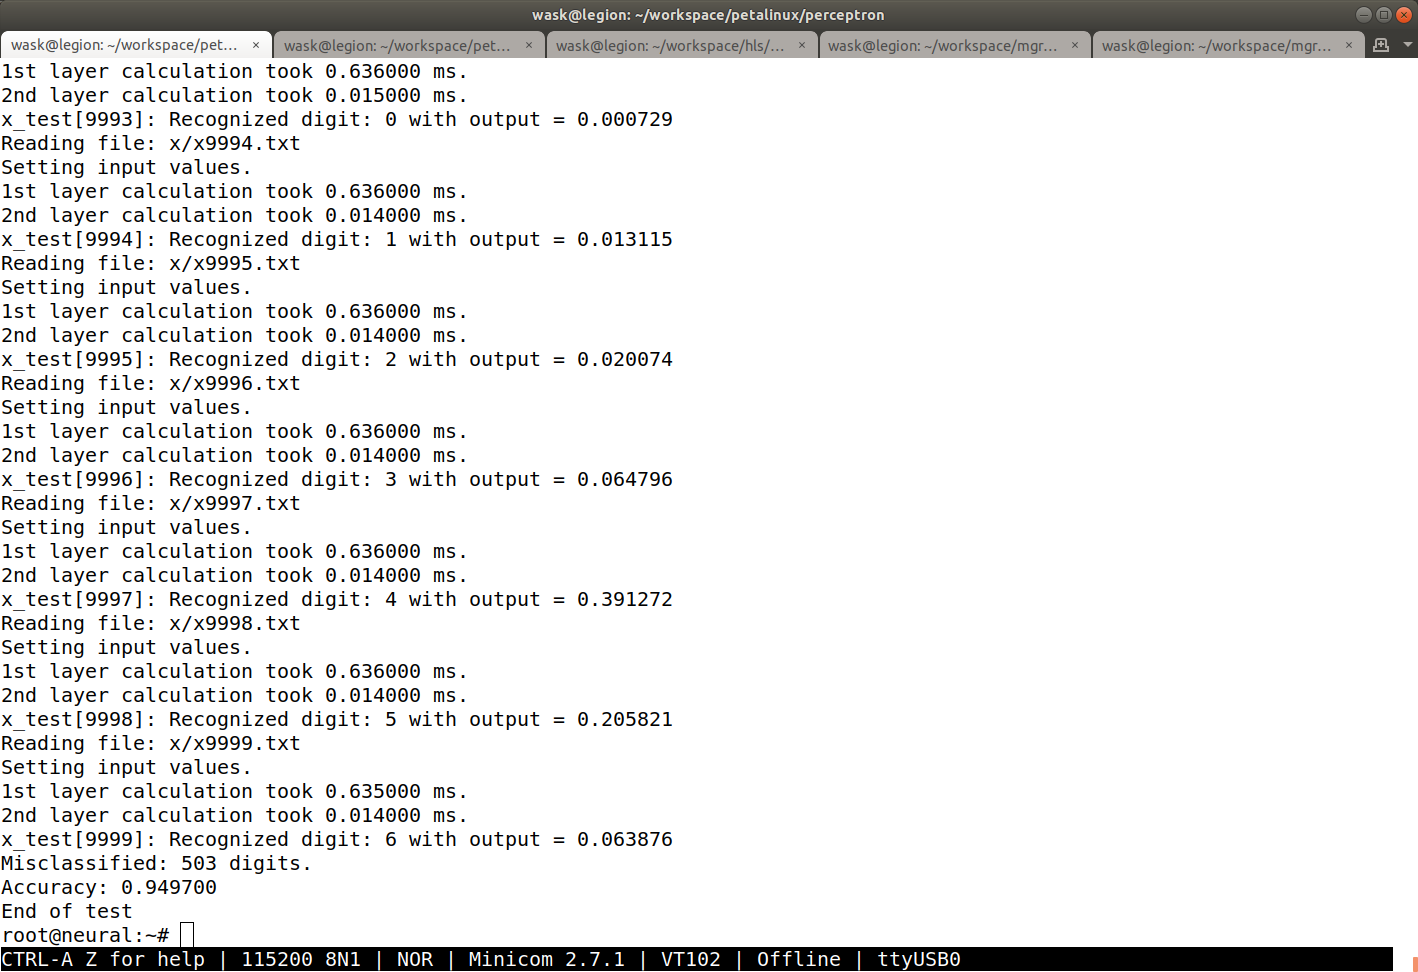 wask@legion: ~/workspace/petalinux/perceptron
wask@legion: ~/workspace/pet... × wask@legion: ~/workspace/pet... × wask@legion: ~/workspace/hls/... × wask@legion: ~/workspace/mgr... × wask@legion: ~/workspace/mgr... ×
1st layer calculation took 0.636000 ms.
2nd layer calculation took 0.015000 ms.
x_test[9993]: Recognized digit: 0 with output = 0.000729
Reading file: x/x9994.txt
Setting input values.
1st layer calculation took 0.636000 ms.
2nd layer calculation took 0.014000 ms.
x_test[9994]: Recognized digit: 1 with output = 0.013115
Reading file: x/x9995.txt
Setting input values.
1st layer calculation took 0.636000 ms.
2nd layer calculation took 0.014000 ms.
x_test[9995]: Recognized digit: 2 with output = 0.020074
Reading file: x/x9996.txt
Setting input values.
1st layer calculation took 0.636000 ms.
2nd layer calculation took 0.014000 ms.
x_test[9996]: Recognized digit: 3 with output = 0.064796
Reading file: x/x9997.txt
Setting input values.
1st layer calculation took 0.636000 ms.
2nd layer calculation took 0.014000 ms.
x_test[9997]: Recognized digit: 4 with output = 0.391272
Reading file: x/x9998.txt
Setting input values.
1st layer calculation took 0.636000 ms.
2nd layer calculation took 0.014000 ms.
x_test[9998]: Recognized digit: 5 with output = 0.205821
Reading file: x/x9999.txt
Setting input values.
1st layer calculation took 0.635000 ms.
2nd layer calculation took 0.014000 ms.
x_test[9999]: Recognized digit: 6 with output = 0.063876
Misclassified: 503 digits.
Accuracy: 0.949700
End of test
root@neural:~#
CTRL-A Z for help | 115200 8N1 | NOR | Minicom 2.7.1 | VT102 | Offline | ttyUSB0